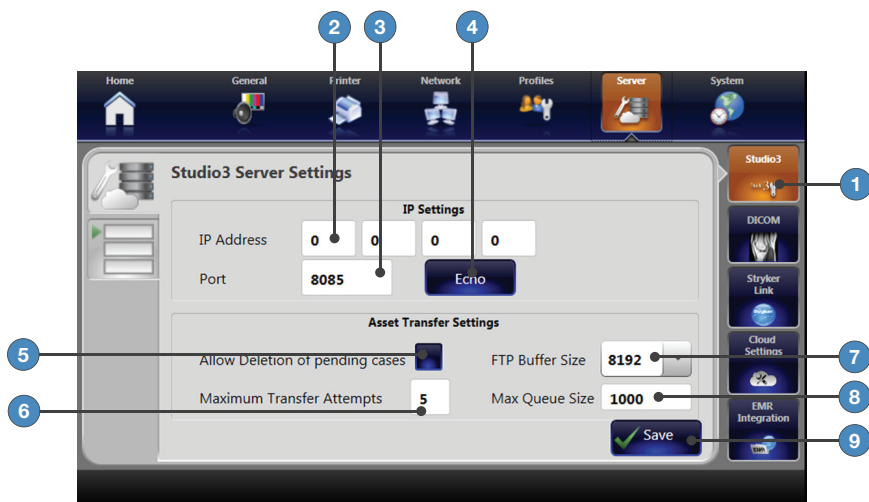 2 3 4
Home General Printer Network Profiles Server System
Studio3
1
Studio3 Server Settings
IP Settings
DICOM
IP Address 0 0 0 0
Port 8085 Echo
Stryker
Link
Asset Transfer Settings
Cloud
Settings
5 Allow Deletion of pending cases FTP Buffer Size 8192 7
6 Maximum Transfer Attempts 5 Max Queue Size 1000 8
EMR
Integration
Save 9